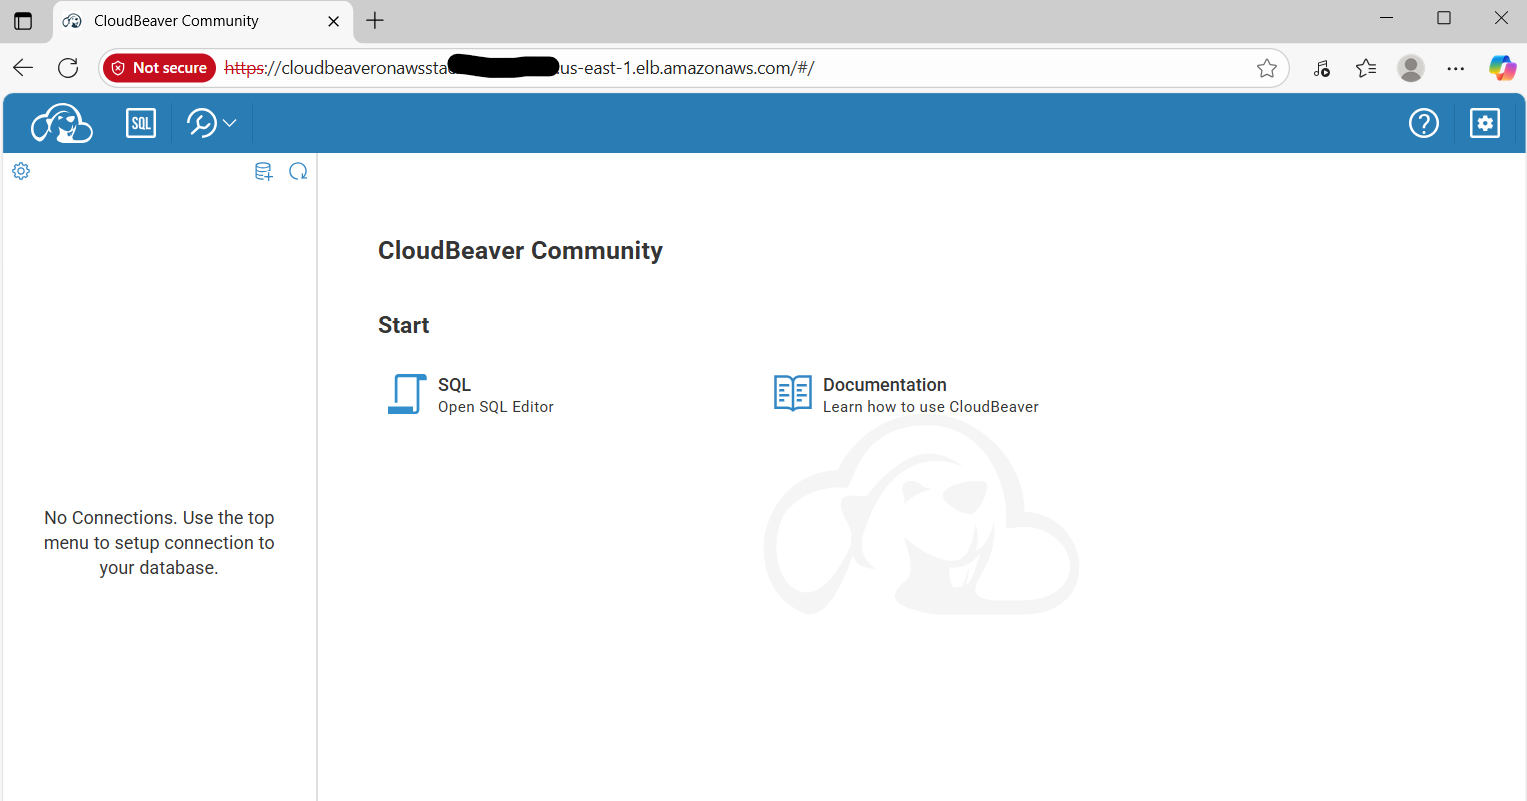 CloudBeaver Community
Not secure https://cloudbeaveronawssta us-east-1.elb.amazonaws.com/#/
SQL
CloudBeaver Community
Start
SQL
Open SQL Editor
Documentation
Learn how to use CloudBeaver
No Connections. Use the top
menu to setup connection to
your database.